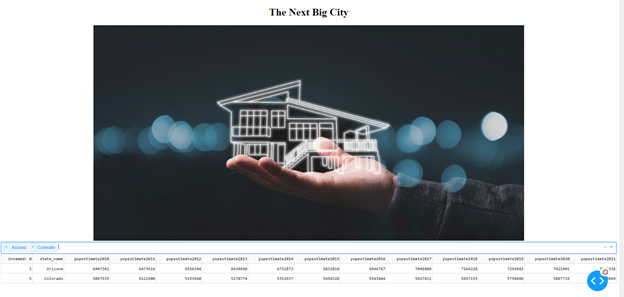 The Next Big City
× Arizona × Colorado
Unnamed: 0 state_name popestimate2010 popestimate2011 popestimate2012 popestimate2013 popestimate2014 popestimate2015 popestimate2016 popestimate2017 popestimate2018 popestimate2019 popestimate2020 popestimate2021
2 Arizona 6407342 6473416 6556344 6634690 6732873 6832810 6944767 7048088 7164228 7291843 7421401
5 Colorado 5047539 5121900 5193660 5270774 5352637 5454328 5543844 5617421 5697155 5758486 5807719